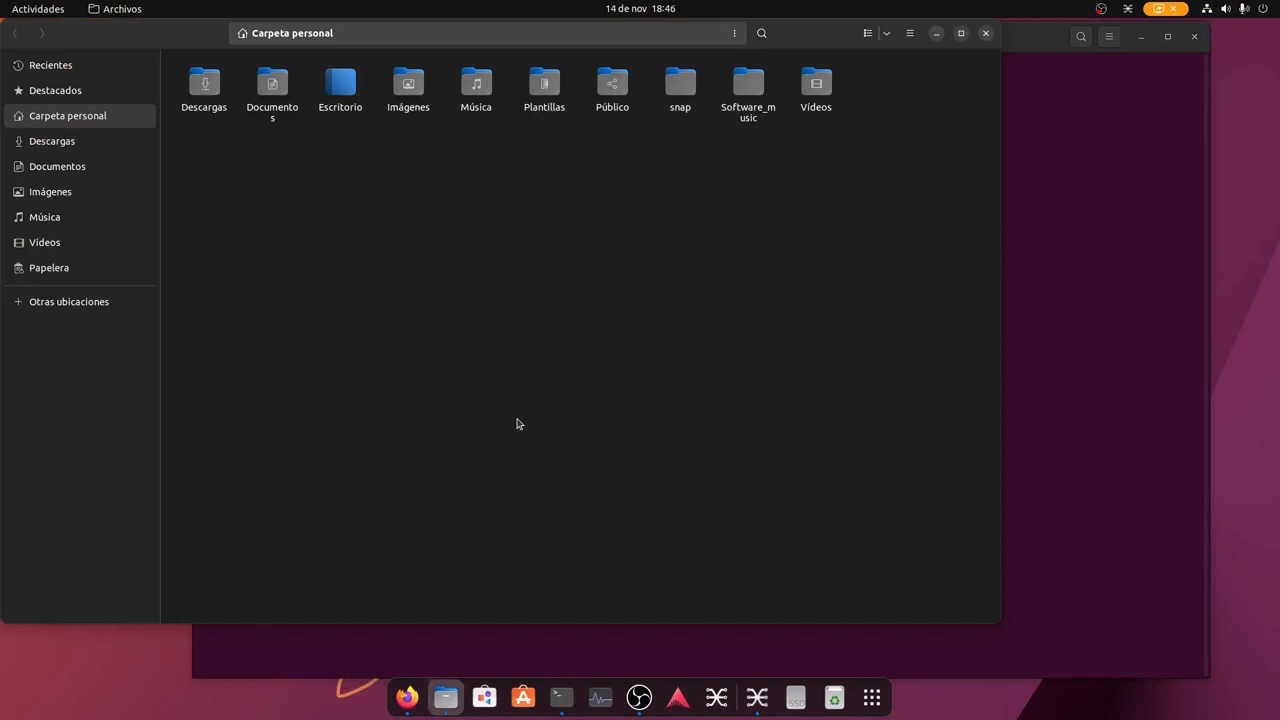 Actividades
Archivos
14 de nov 18:46
Carpeta personal
Recientes
Destacados
Carpeta personal
Descargas
Documentos
Imágenes
Música
Vídeos
Papelera
Otras ubicaciones
Descargas
Documento
s
Escritorio
Imágenes
Música
Plantillas
Público
snap
Software_m
usic
Vídeos
>_
SSD